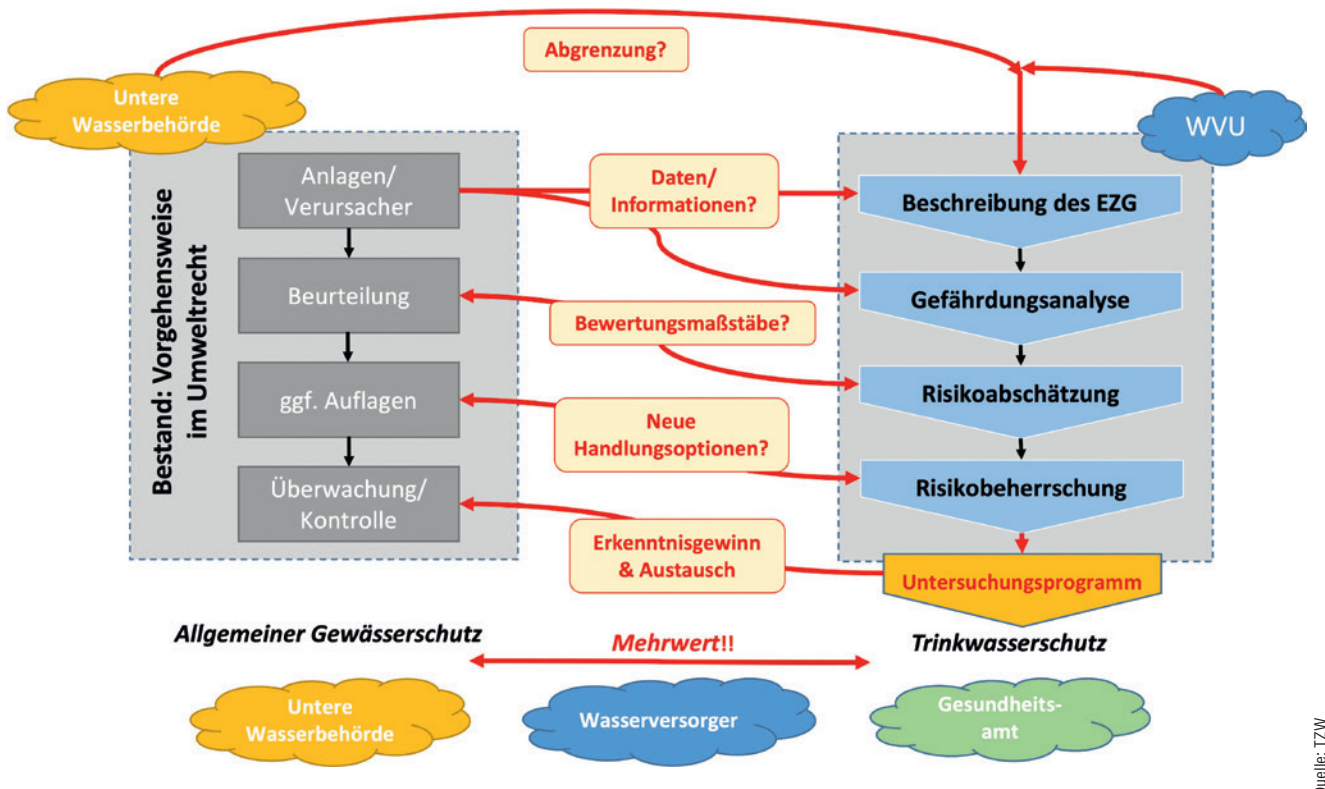 Abgrenzung?
Untere
Wasserbehörde
WVU
Bestand: Vorgehensweise
im Umweltrecht
Anlagen/
Verursacher
Beurteilung
ggf. Auflagen
Überwachung/
Kontrolle
Daten/
Informationen?
Bewertungsmaßstäbe?
Neue
Handlungsoptionen?
Erkenntnisgewinn
& Austausch
Beschreibung des EZG
Gefährdungsanalyse
Risikoabschätzung
Risikobeherrschung
Untersuchungsprogramm
Allgemeiner Gewässerschutz
Mehrwert!!
Trinkwasserschutz
Untere
Wasserbehörde
Wasserversorger
Gesundheits-
amt
Quelle: TZW